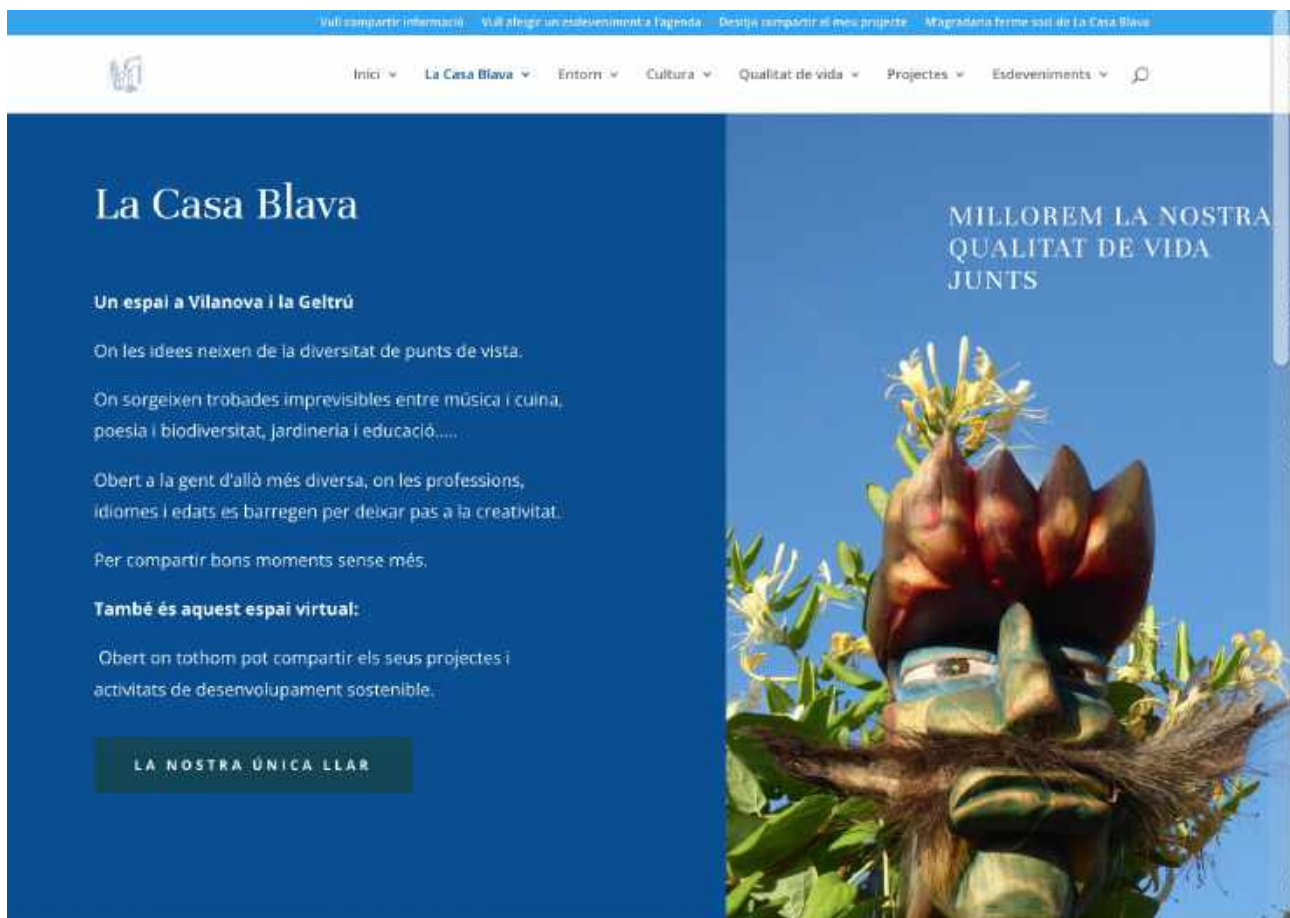 Vull compartir informació Vull afegir un esdeveniment a l'agenda Desitja compartir el meu projecte M'agradaria ferme soci de La Casa Blava
Inici La Casa Blava Entorn Cultura Qualitat de vida Projectes Esdeveniments
La Casa Blava
MILLOREM LA NOSTRA
QUALITAT DE VIDA
JUNTS
Un espai a Vilanova i la Geltrú
On les idees neixen de la diversitat de punts de vista.
On sorgeixen trobades imprevisibles entre música i cuina,
poesia i biodiversitat, jardineria i educació.....
Obert a la gent d'allò més diversa, on les professions,
idiomes i edats es barregen per deixar pas a la creativitat.
Per compartir bons moments sense més.
També és aquest espai virtual:
Obert on tothom pot compartir els seus projectes i
activitats de desenvolupament sostenible.
LA NOSTRA ÚNICA LLAR